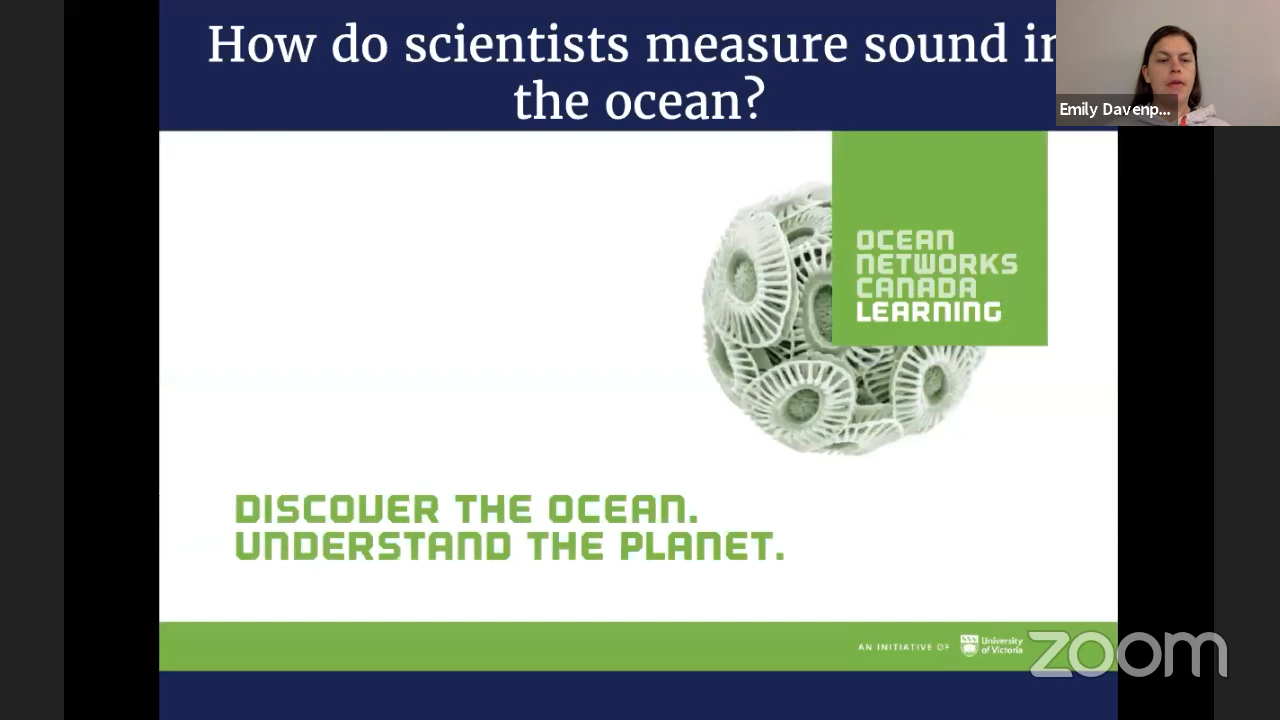 How do scientists measure sound in
the ocean?
Emily Davenp...
OCEAN
NETWORKS
CANADA
LEARNING
DISCOVER THE OCEAN.
UNDERSTAND THE PLANET.
AN INITIATIVE OF
University
of Victoria
zoom